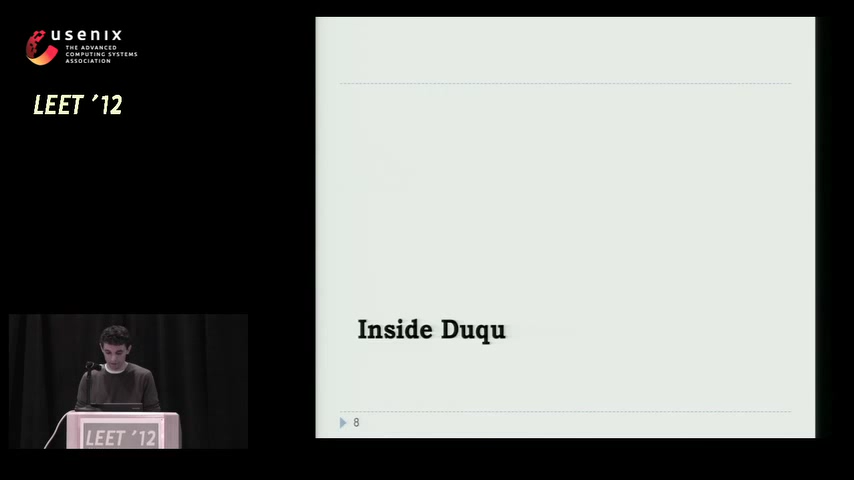 usenix
THE ADVANCED
COMPUTING SYSTEMS
ASSOCIATION
LEET '12
Inside Duqu
8
LEET '12